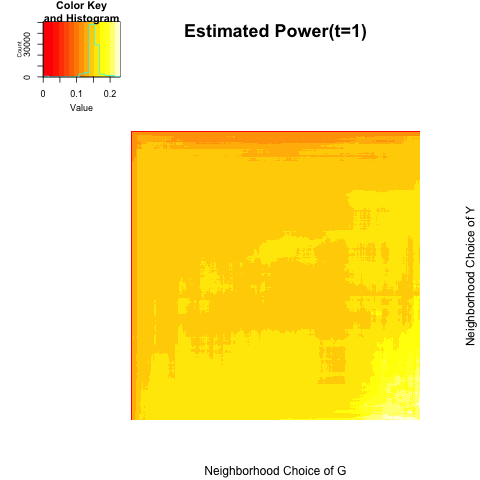 Color Key
and Histogram
Estimated Power(t=1)
Count
0 30000
0 0.1 0.2
Value
Neighborhood Choice of Y
Neighborhood Choice of G